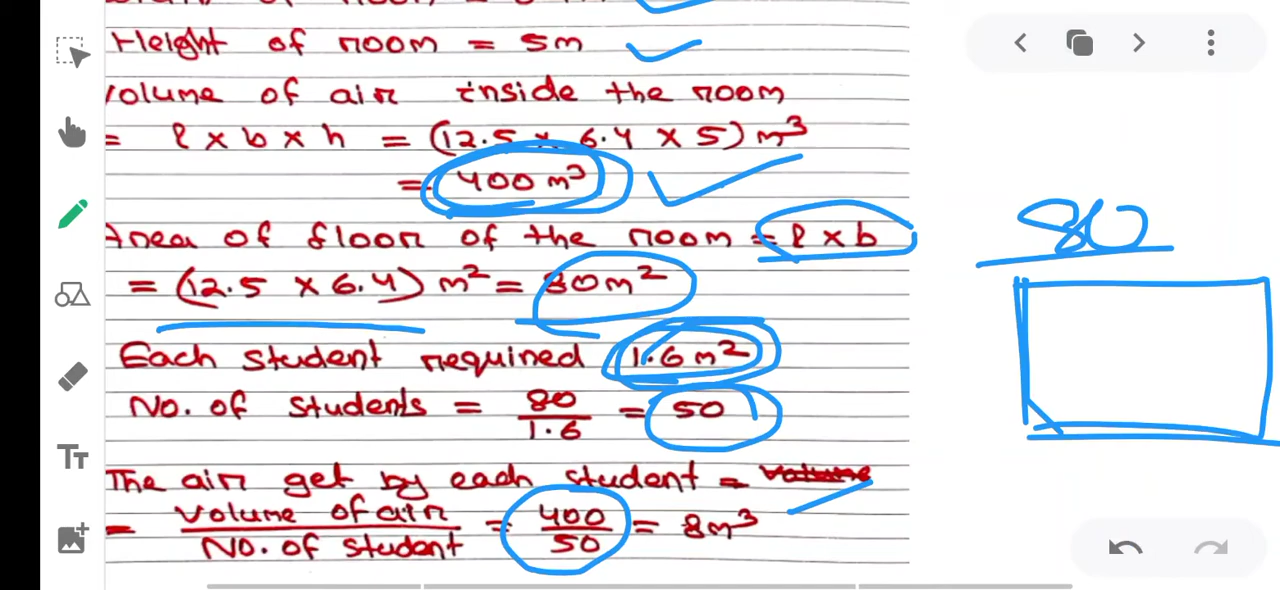 Height of room = 5m
Volume of air inside the room
= l × b × h = (12.5 × 6.4 × 5) m³
= 400 m³
Area of floor of the room = l × b
= (12.5 × 6.4) m² = 80m²
80
Each student required 1.6 m²
No. of students = 80/1.6 = 50
The air get by each student = volume
= volume of air/No. of student = 400/50 = 8m³
Tт